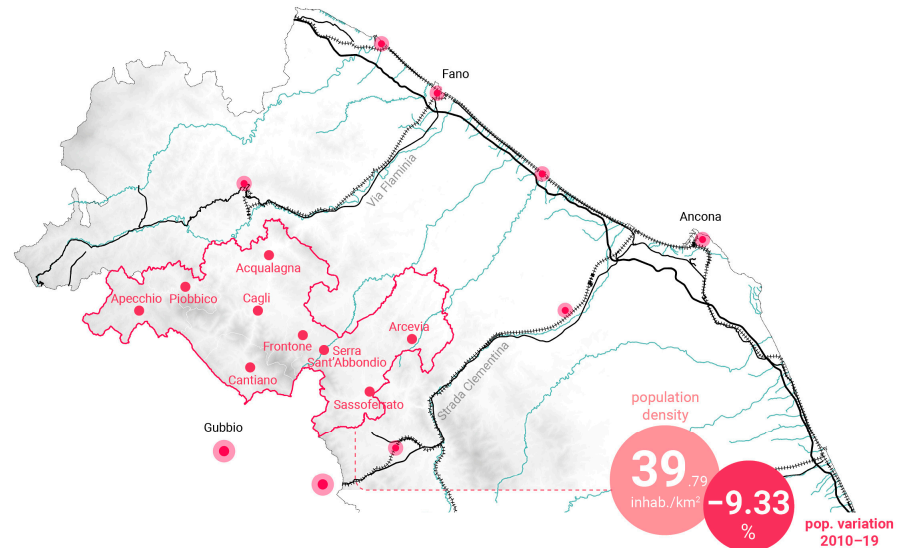 Fano
Via Flaminia
Ancona
Acqualagna
Apecchio
Piobbico
Cagli
Arcevia
Frontone
Serra
Sant'Abbondio
Cantiano
Sassoferrato
Strada Clementina
Gubbio
population
density
39.79
inhab./km²
−9.33
%
pop. variation
2010–19